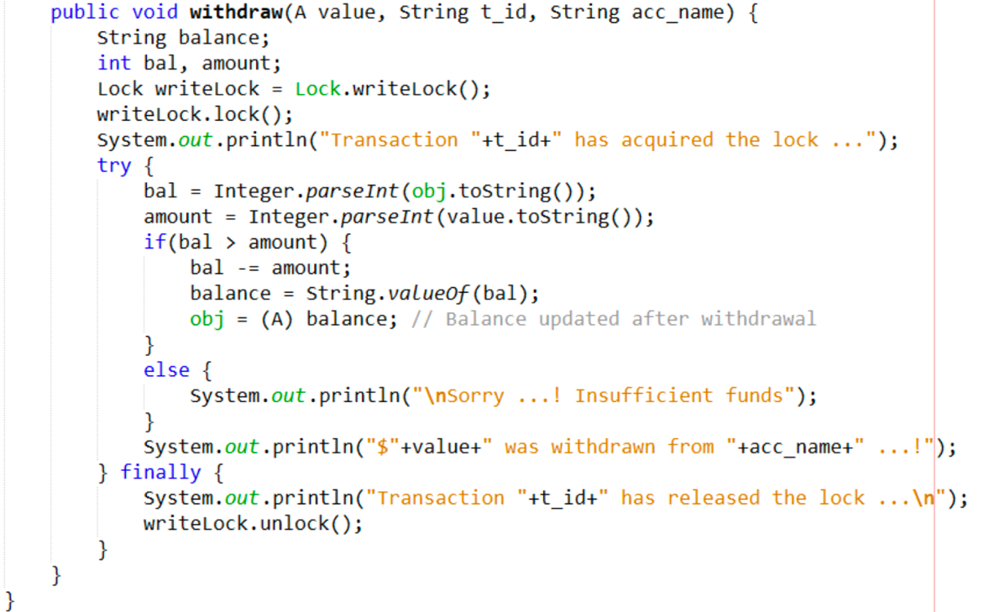 public void withdraw(A value, String t_id, String acc_name) {
String balance;
int bal, amount;
Lock writeLock = Lock.writeLock();
writeLock.lock();
System.out.println("Transaction "+t_id+" has acquired the lock ...");
try {
bal = Integer.parseInt(obj.toString());
amount = Integer.parseInt(value.toString());
if(bal > amount) {
bal -= amount;
balance = String.valueOf(bal);
obj = (A) balance; // Balance updated after withdrawal
}
else {
System.out.println("\nSorry ...! Insufficient funds");
}
System.out.println("$"+value+" was withdrawn from "+acc_name+" ...!");
} finally {
System.out.println("Transaction "+t_id+" has released the lock ...\n");
writeLock.unlock();
}
}
}